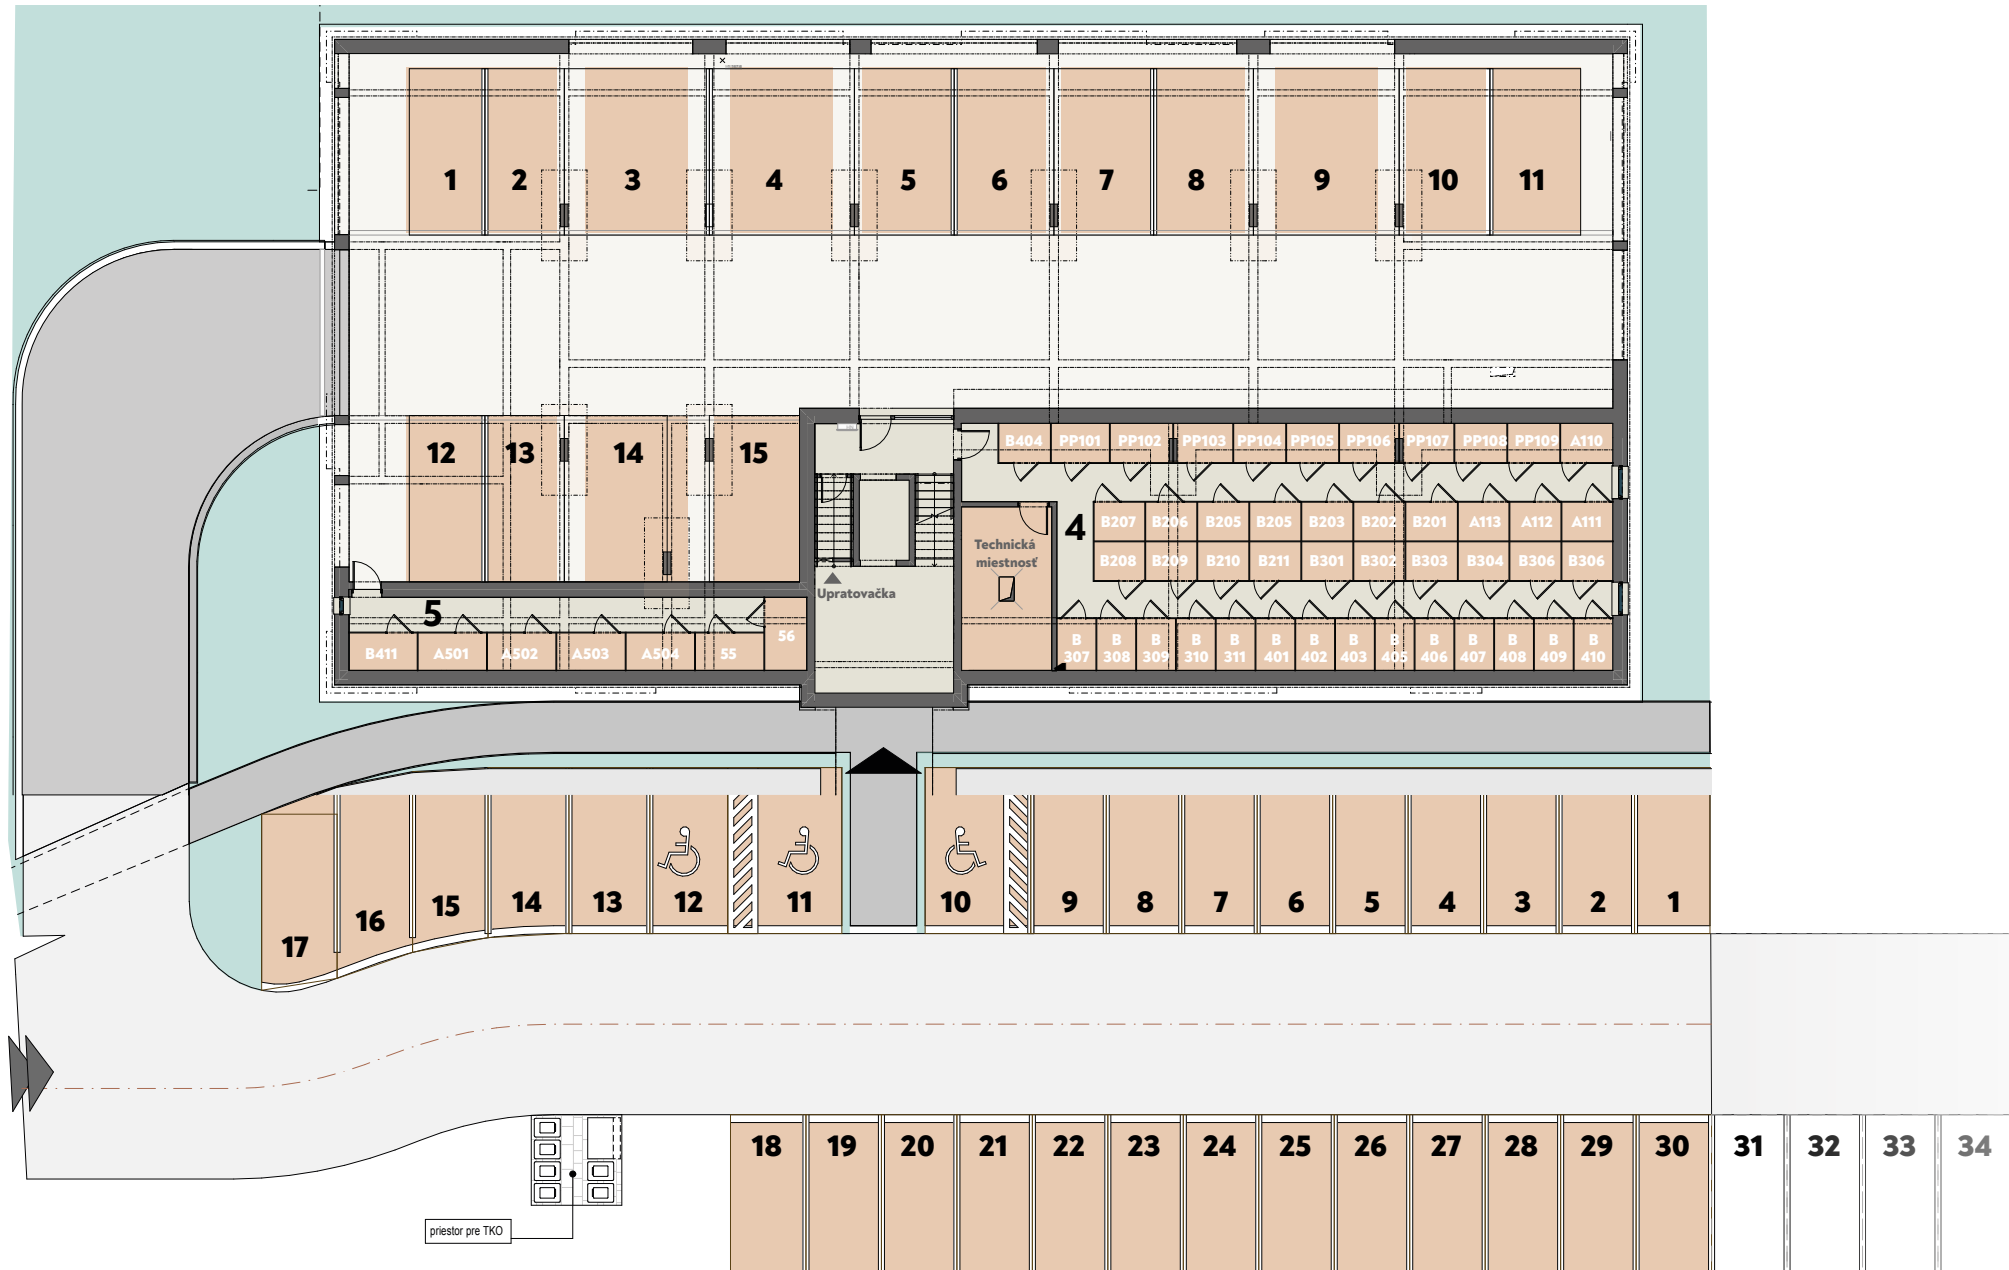 1 2 3 4 5 6 7 8 9 10 11
12 13 14 15
B404 PP101 PP102 PP103 PP104 PP105 PP106 PP107 PP108 PP109 A110
4
B207 B206 B205 B205 B203 B202 B201 A113 A112 A111
B208 B209 B210 B211 B301 B302 B303 B304 B306 B306
Technická
miestnosť
Upratovačka
5
B411 A501 A502 A503 A504 55 56
B B B B B B B B B B B B B B
307 308 309 310 311 401 402 403 405 406 407 408 409 410
17 16 15 14 13 12 11 10 9 8 7 6 5 4 3 2 1
18 19 20 21 22 23 24 25 26 27 28 29 30 31 32 33 34
priestor pre TKO